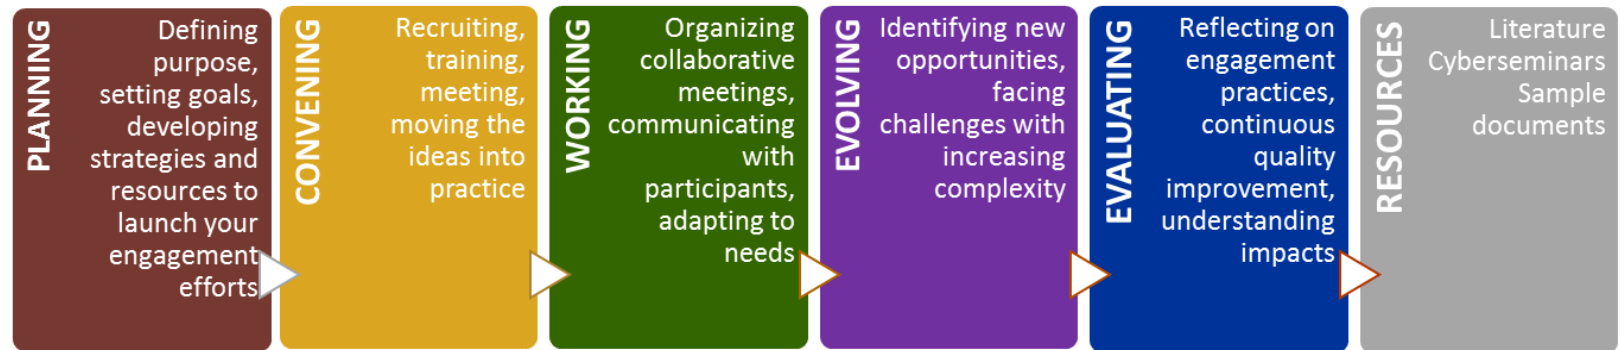 PLANNING
Defining
purpose,
setting goals,
developing
strategies and
resources to
launch your
engagement
efforts
CONVENING
Recruiting,
training,
meeting,
moving the
ideas into
practice
WORKING
Organizing
collaborative
meetings,
communicating
with
participants,
adapting to
needs
EVOLVING
Identifying new
opportunities,
facing
challenges with
increasing
complexity
EVALUATING
Reflecting on
engagement
practices,
continuous
quality
improvement,
understanding
impacts
RESOURCES
Literature
Cyberseminars
Sample
documents